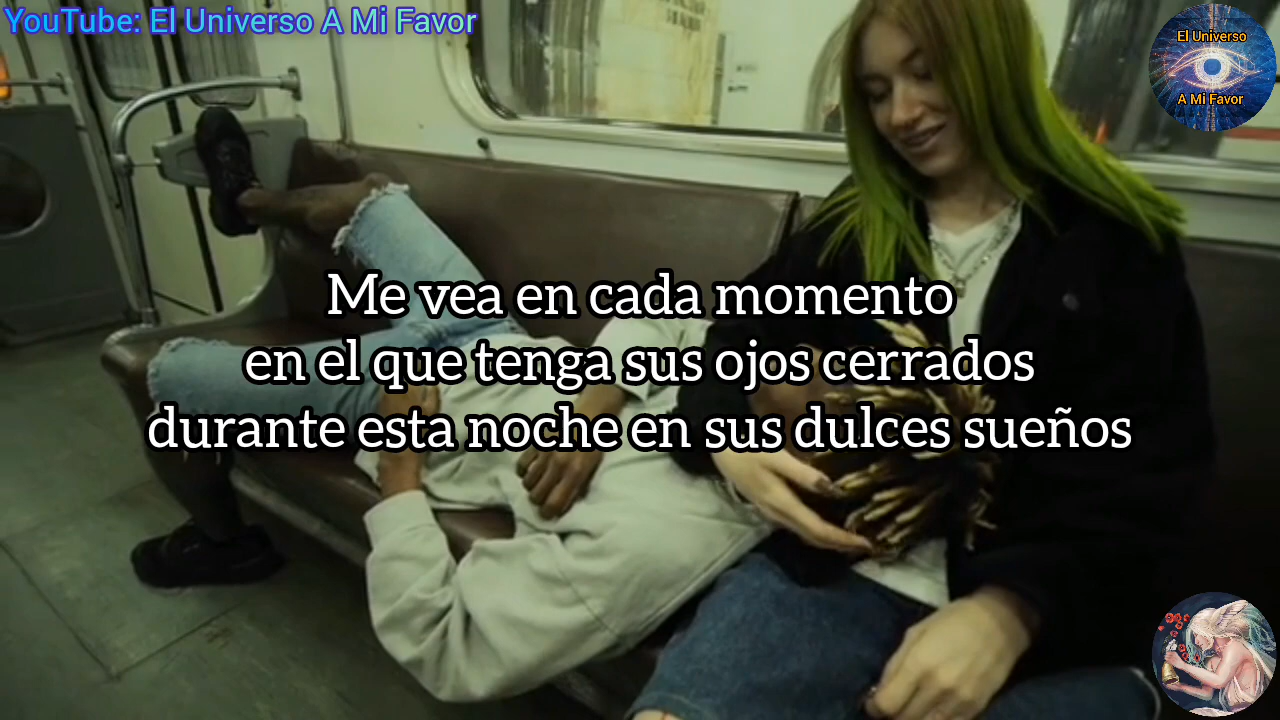 YouTube: El Universo A Mi Favor
El Universo
A Mi Favor
Me vea en cada momento
en el que tenga sus ojos cerrados
durante esta noche en sus dulces sueños